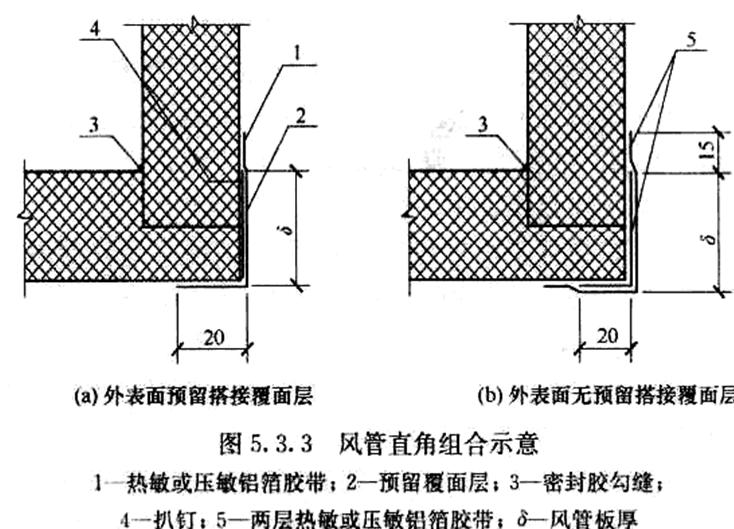 4
1
2
3
δ
20
3
5
15
δ
20
(a) 外表面预留搭接覆面层
(b) 外表面无预留搭接覆面层
图 5.3.3 风管直角组合示意
1—热敏或压敏铝箔胶带；2—预留覆面层；3—密封胶勾缝；
4—扒钉；5—两层热敏或压敏铝箔胶带；δ—风管板厚